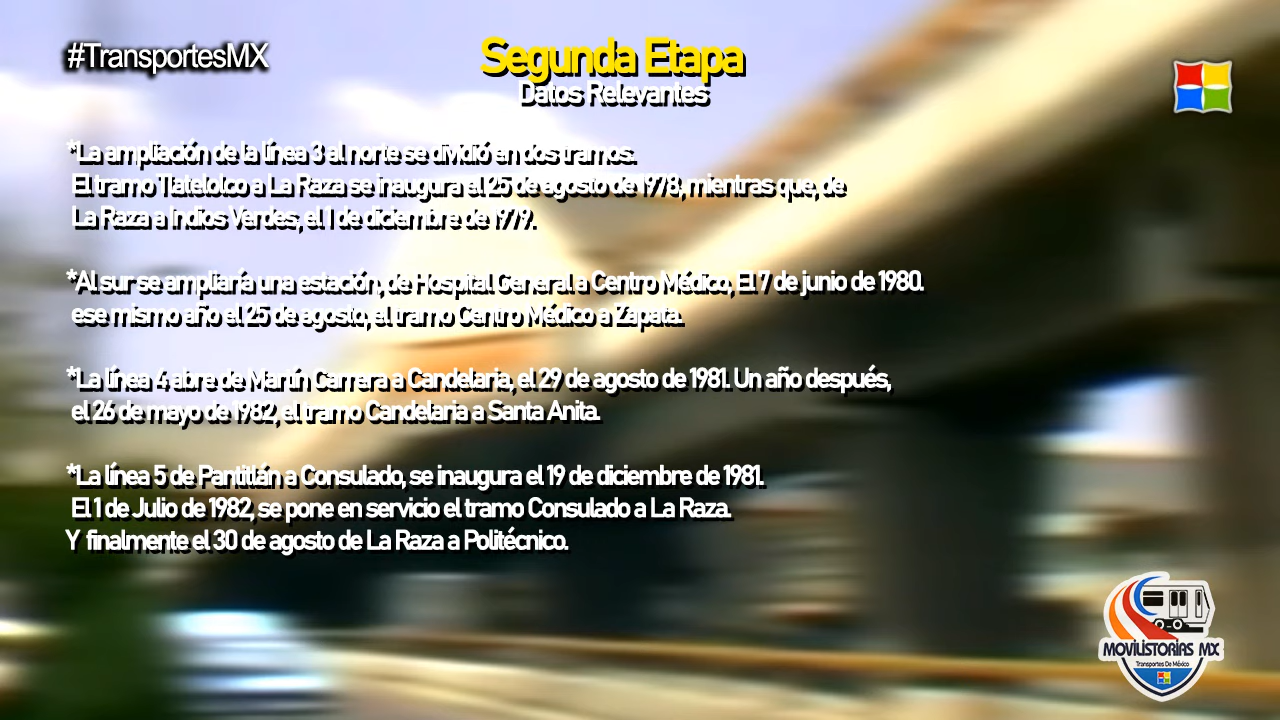 #TransportesMX
Segunda Etapa
Datos Relevantes
*La ampliación de la línea 3 al norte se dividió en dos tramos.
El tramo Tlatelolco a La Raza se inaugura el 25 de agosto de 1978, mientras que, de
La Raza a Indios Verdes, el 1 de diciembre de 1979.
*Al sur se ampliaría una estación, de Hospital General a Centro Médico, El 7 de junio de 1980.
ese mismo año el 25 de agosto, el tramo Centro Médico a Zapata.
*La línea 4 abre de Martín Carrera a Candelaria, el 29 de agosto de 1981. Un año después,
el 26 de mayo de 1982, el tramo Candelaria a Santa Anita.
*La línea 5 de Pantitlán a Consulado, se inaugura el 19 de diciembre de 1981.
El 1 de Julio de 1982, se pone en servicio el tramo Consulado a La Raza.
Y finalmente el 30 de agosto de La Raza a Politécnico.
MOVILISTORIAS MX
Transportes De México